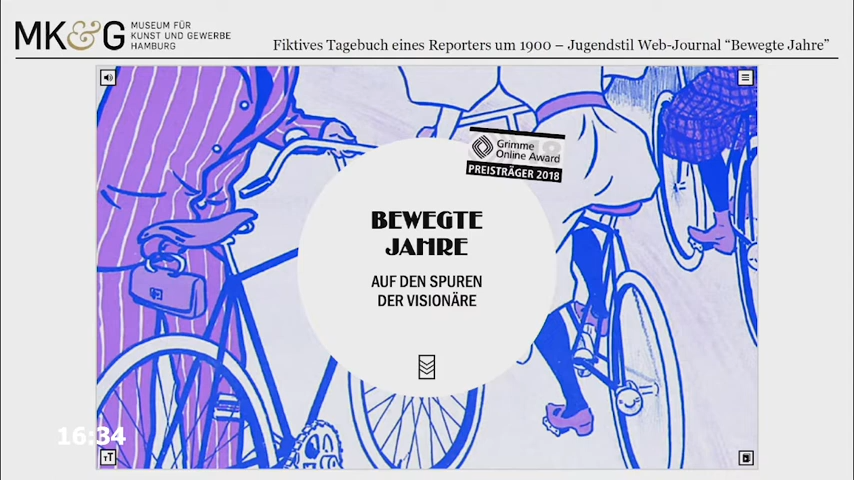 MK&G
MUSEUM FÜR
KUNST UND GEWERBE
HAMBURG
Fiktives Tagebuch eines Reporters um 1900 – Jugendstil Web-Journal “Bewegte Jahre”
Grimme
Online Award
PREISTRÄGER 2018
BEWEGTE
JAHRE
AUF DEN SPUREN
DER VISIONÄRE
16:34
TT